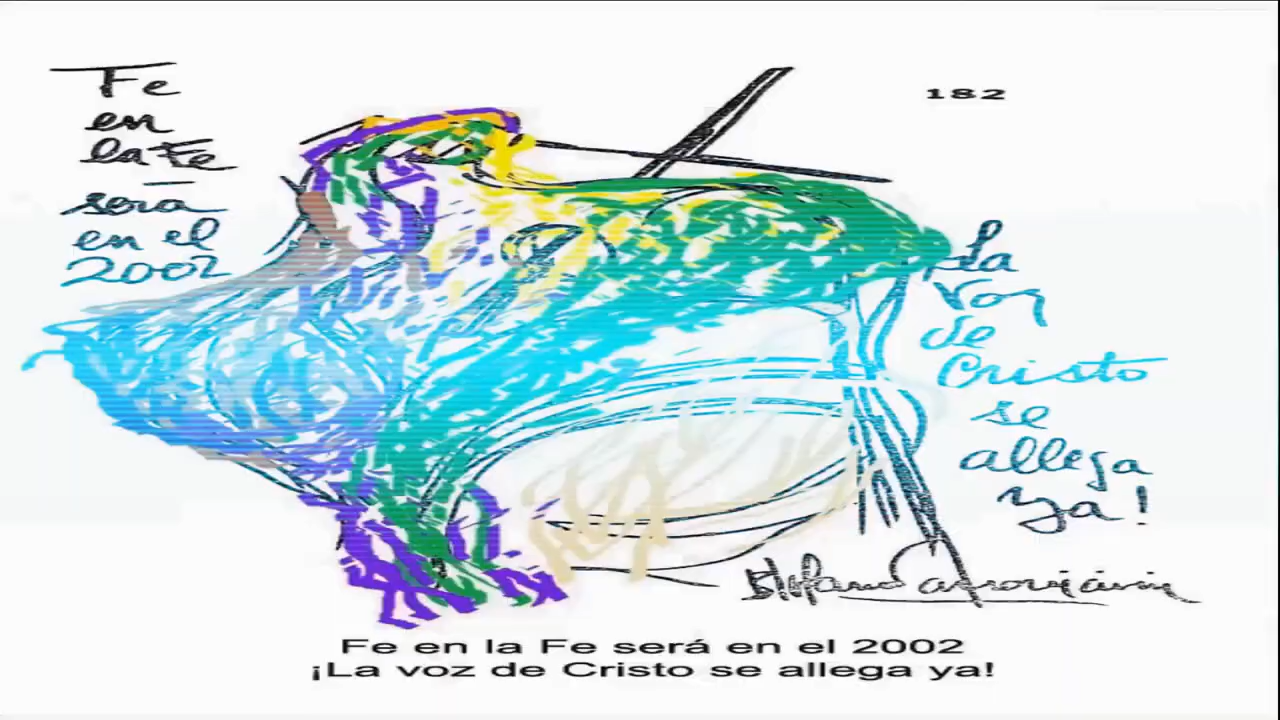 Fe
en
la Fe
será
en el
2002
182
La
Voz
de
Cristo
se
allega
ya!
Fe en la Fe será en el 2002
¡La voz de Cristo se allega ya!